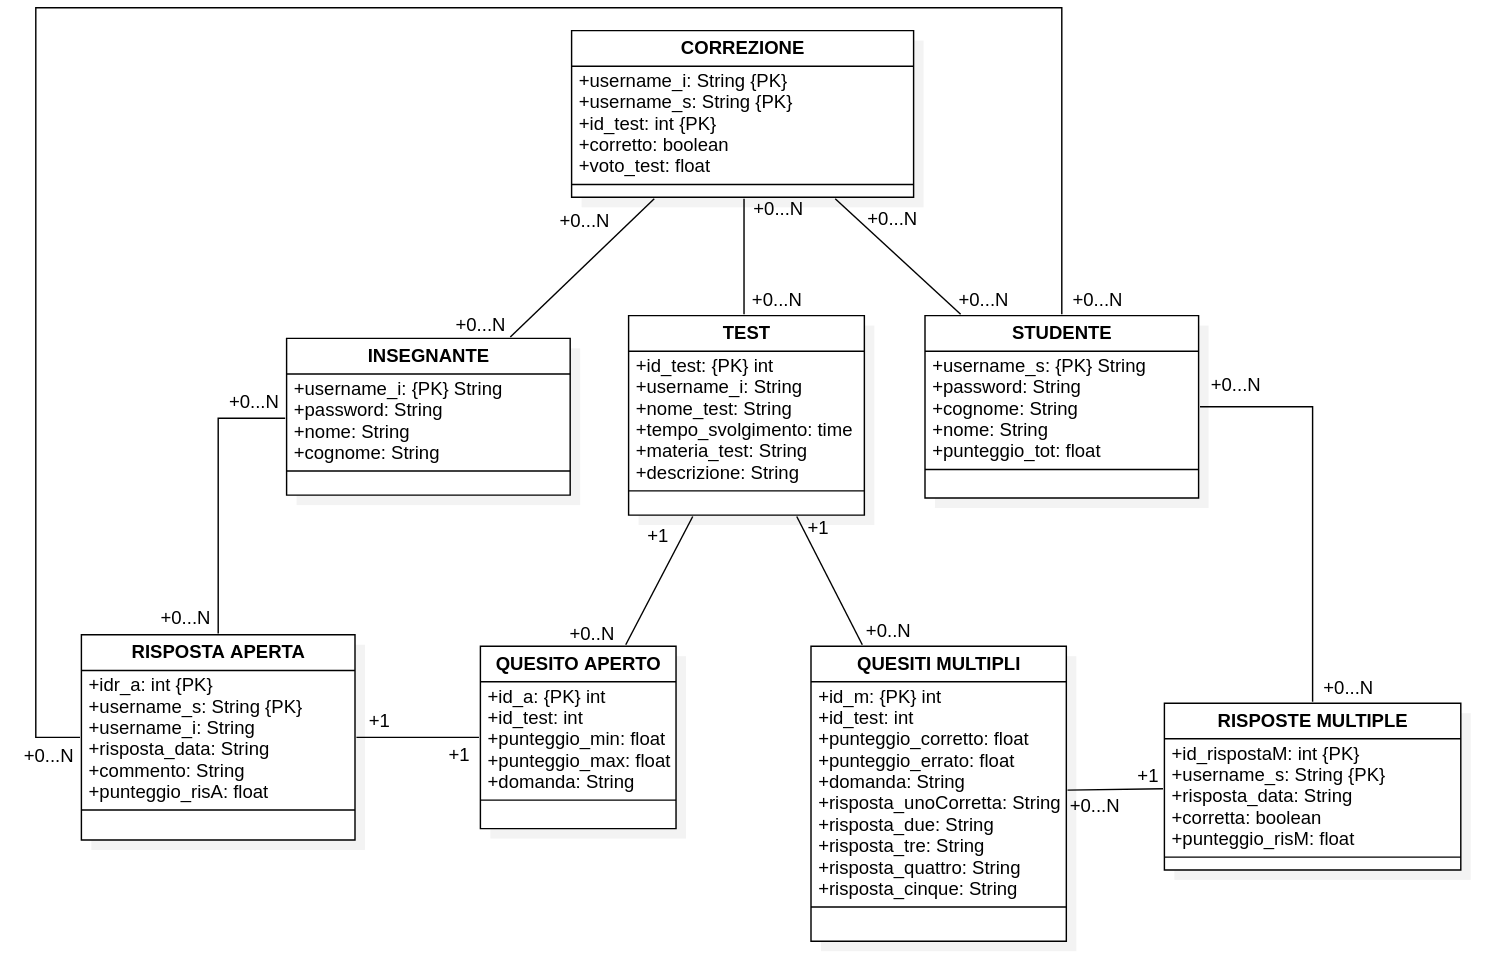 CORREZIONE
+username_i: String {PK}
+username_s: String {PK}
+id_test: int {PK}
+corretto: boolean
+voto_test: float
+0...N
+0...N
+0...N
+0...N
+0...N
+0...N
+0...N
INSEGNANTE
+username_i: {PK} String
+password: String
+nome: String
+cognome: String
TEST
+id_test: {PK} int
+username_i: String
+nome_test: String
+tempo_svolgimento: time
+materia_test: String
+descrizione: String
STUDENTE
+username_s: {PK} String
+password: String
+cognome: String
+nome: String
+punteggio_tot: float
+0...N
+0...N
+1
+1
+0...N
+0..N
+0..N
+0...N
RISPOSTA APERTA
+idr_a: int {PK}
+username_s: String {PK}
+username_i: String
+risposta_data: String
+commento: String
+punteggio_risA: float
+0...N
+1
+1
QUESITO APERTO
+id_a: {PK} int
+id_test: int
+punteggio_min: float
+punteggio_max: float
+domanda: String
QUESITI MULTIPLI
+id_m: {PK} int
+id_test: int
+punteggio_corretto: float
+punteggio_errato: float
+domanda: String
+risposta_unoCorretta: String
+risposta_due: String
+risposta_tre: String
+risposta_quattro: String
+risposta_cinque: String
+1
+0...N
RISPOSTE MULTIPLE
+id_rispostaM: int {PK}
+username_s: String {PK}
+risposta_data: String
+corretta: boolean
+punteggio_risM: float